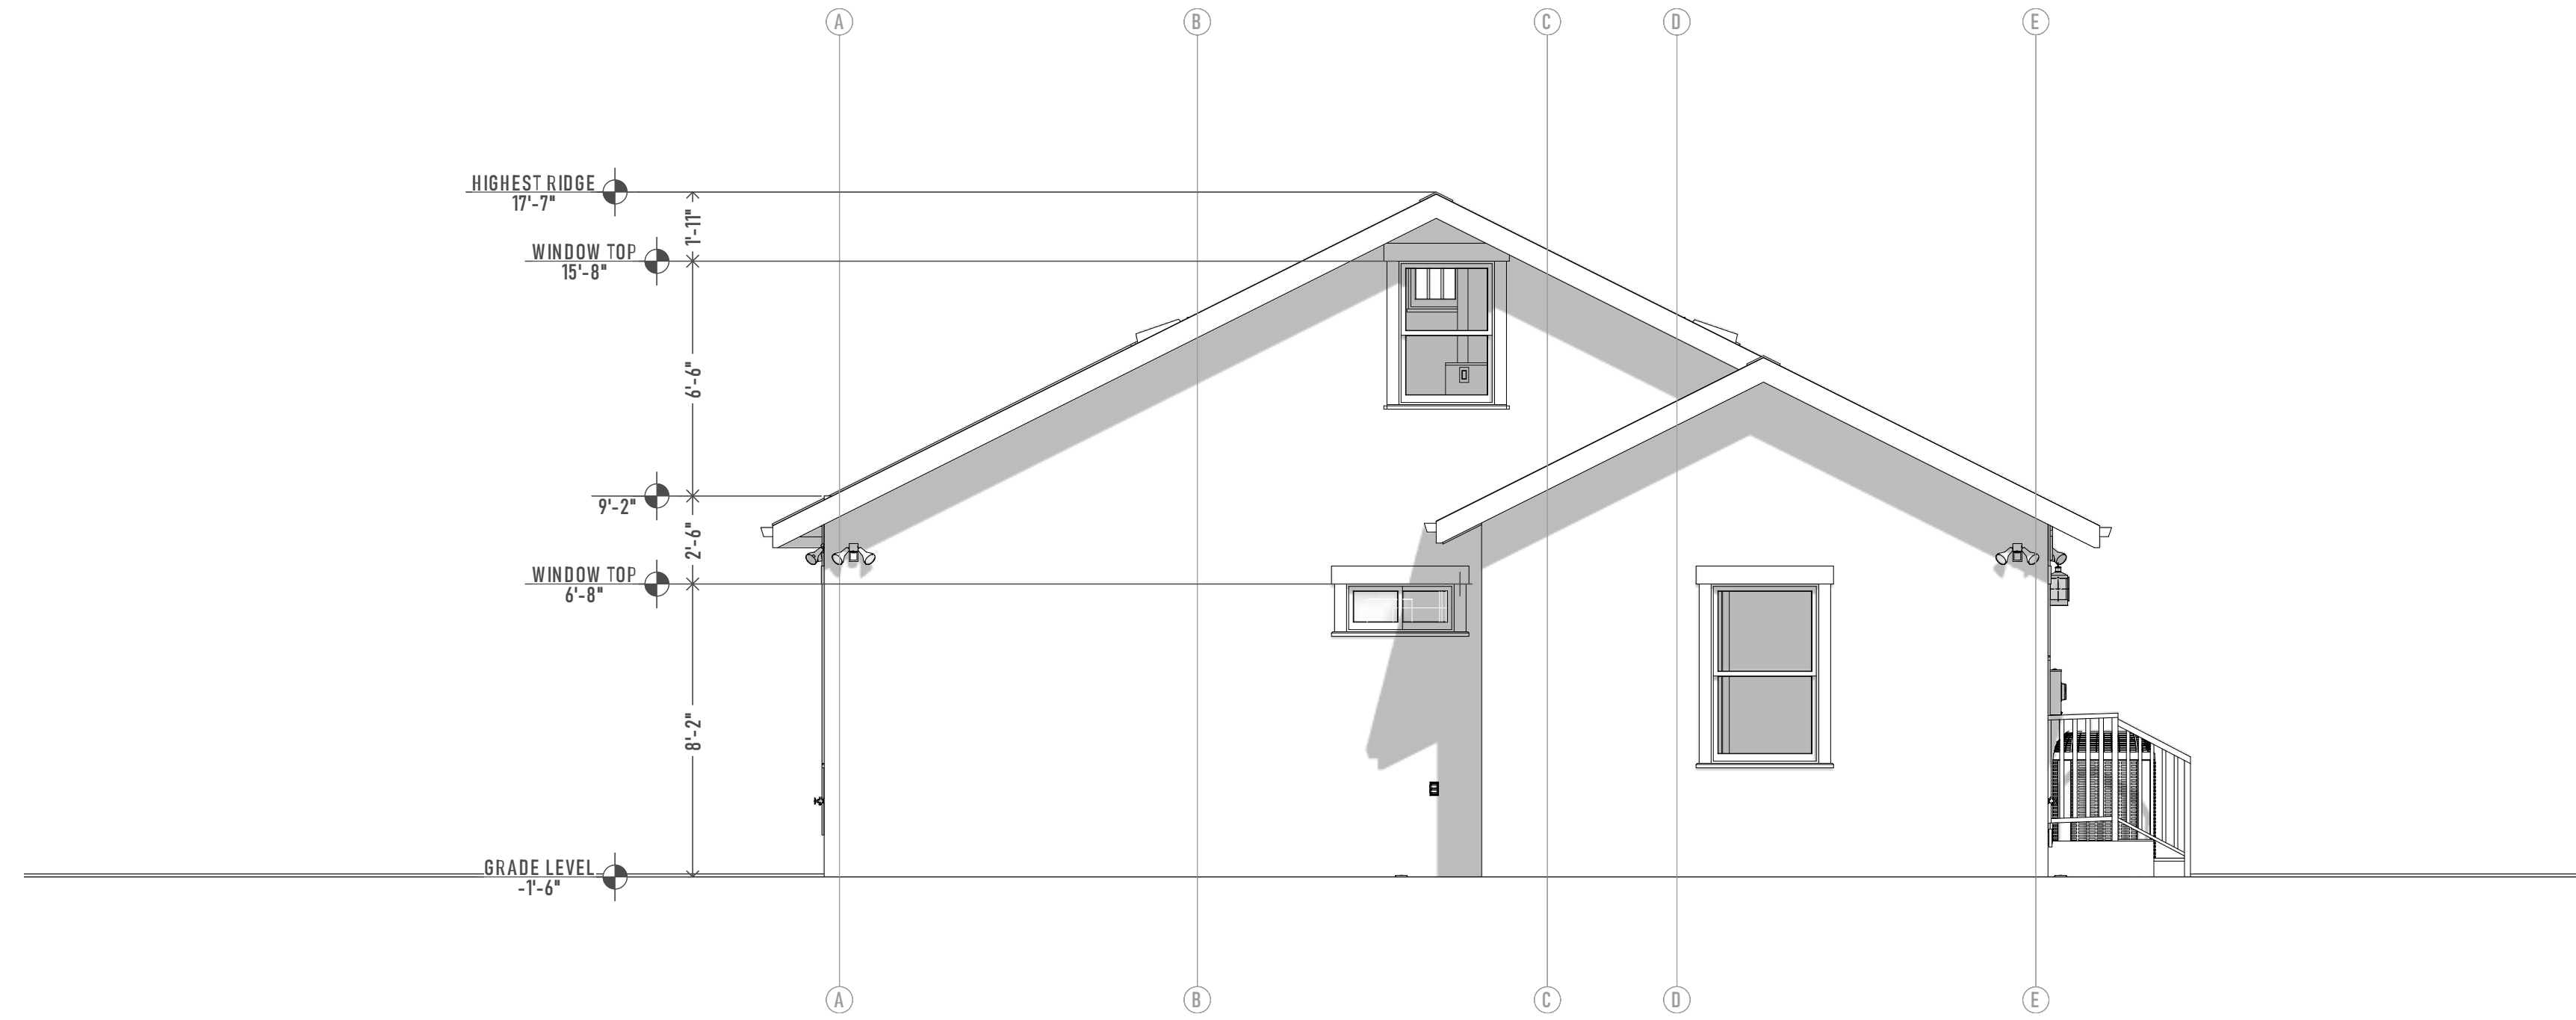 A B C D E
HIGHEST RIDGE
17'-7"
1'-11"
WINDOW TOP
15'-8"
6'-6"
9'-2"
2'-6"
WINDOW TOP
6'-8"
8'-2"
GRADE LEVEL
-1'-6"
A B C D E